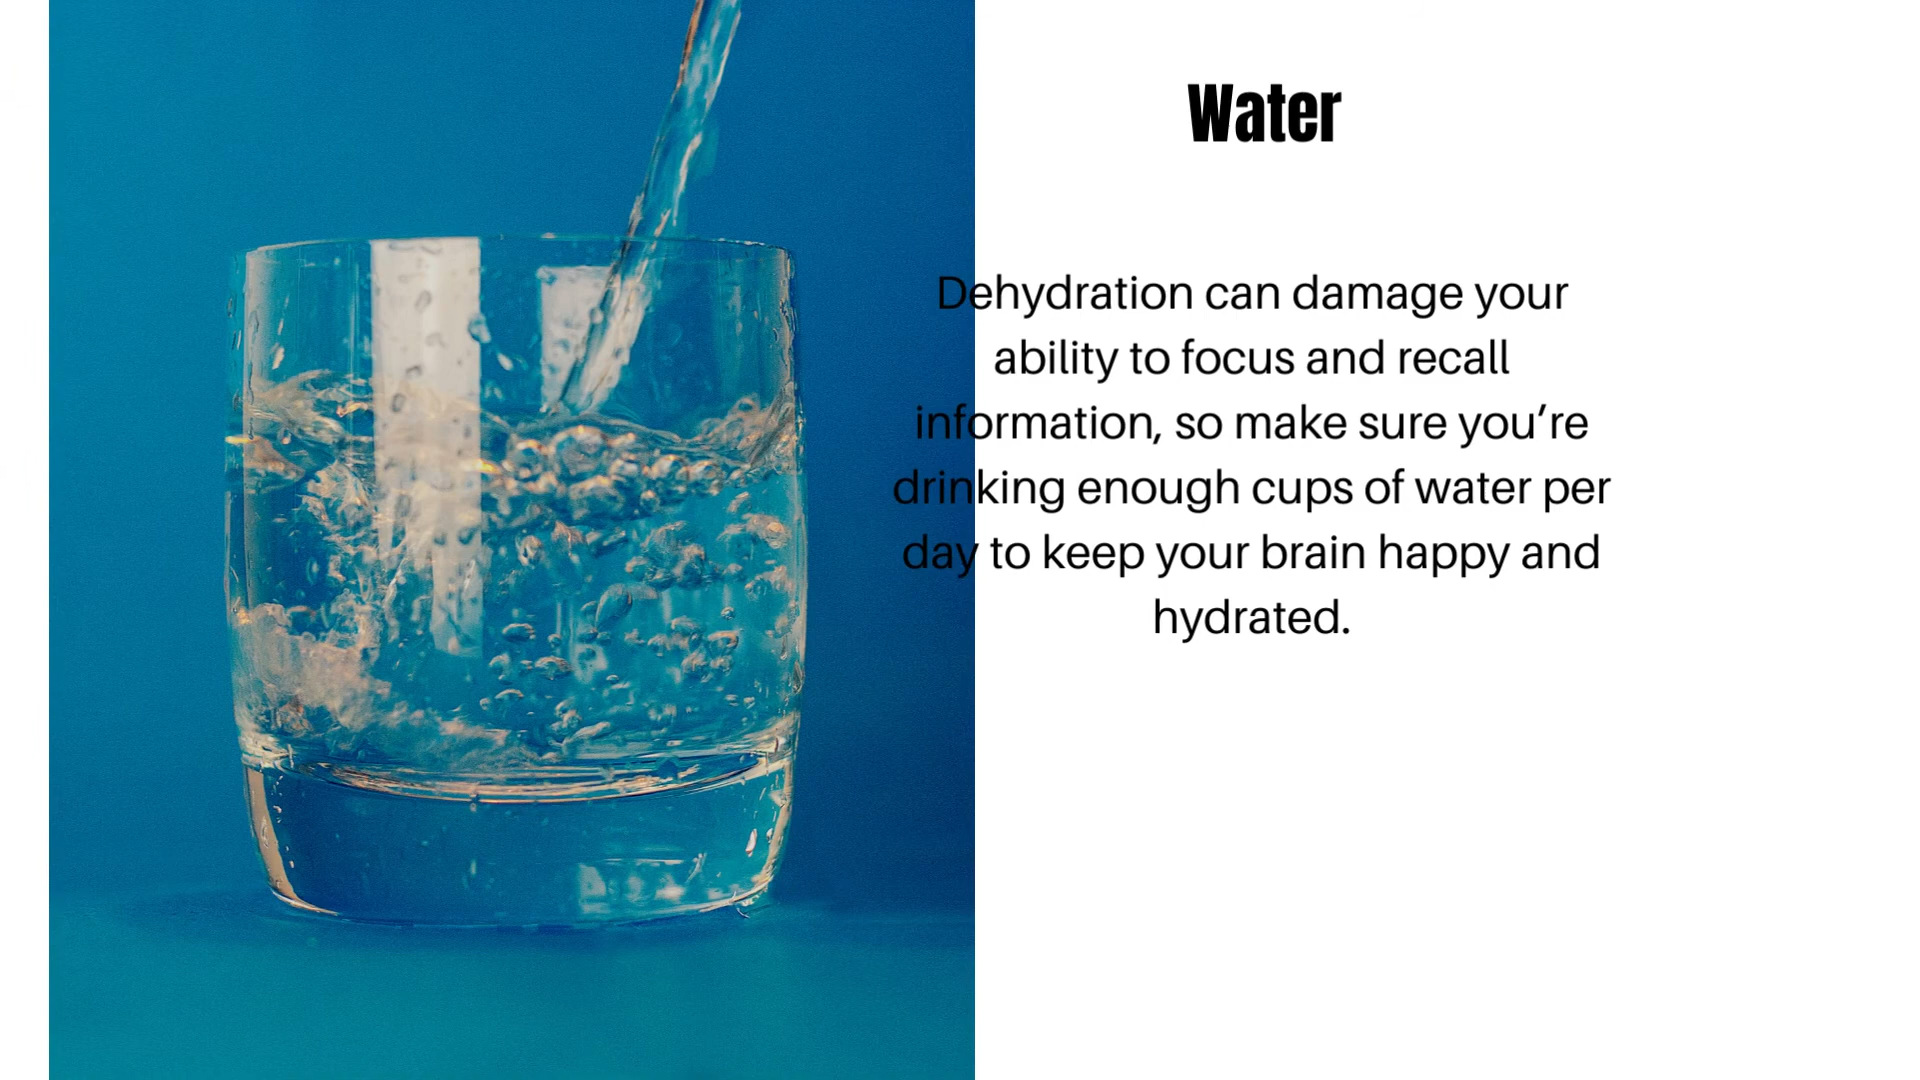 Water
Dehydration can damage your
ability to focus and recall
information, so make sure you’re
drinking enough cups of water per
day to keep your brain happy and
hydrated.